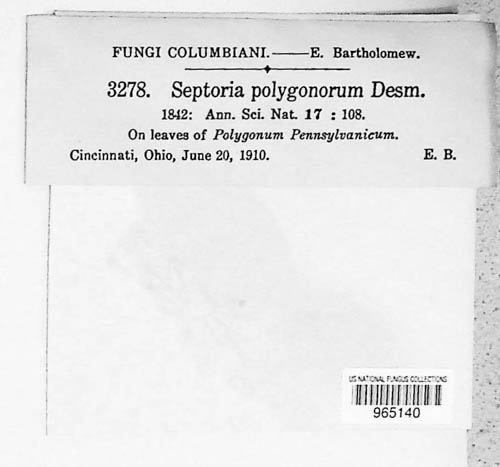 FUNGI COLUMBIANI.——E. Bartholomew.
3278. Septoria polygonorum Desm.
1842: Ann. Sci. Nat. 17 : 108.
On leaves of Polygonum Pennsylvanicum.
Cincinnati, Ohio, June 20, 1910. E. B.
US NATIONAL FUNGUS COLLECTIONS
965140